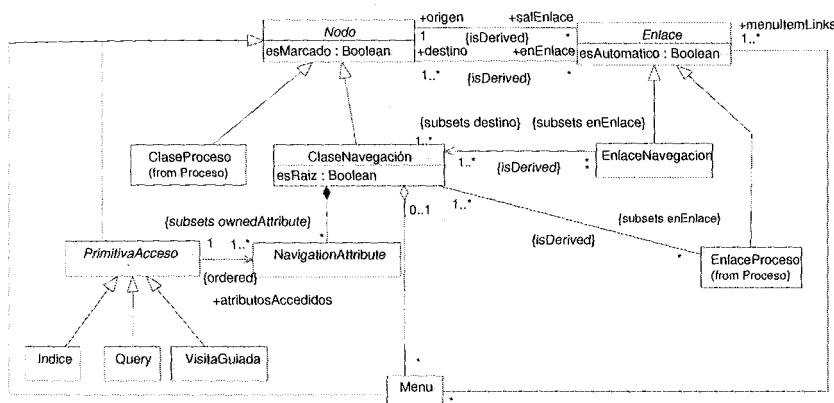 Nodo
esMarcado : Boolean
+origen
+salEnlace
1
{isDerived}
*
+destino
+enEnlace
1..*
{isDerived}
*
Enlace
esAutomatico : Boolean
+menuItemLinks
1..*
ClaseProceso
(from Proceso)
ClaseNavegación
esRaiz : Boolean
{subsets destino}
{subsets enEnlace}
1..*
1..*
{isDerived}
*
*
EnlaceNavegacion
0..1
1..*
{subsets enEnlace}
{isDerived}
*
EnlaceProceso
(from Proceso)
{subsets ownedAttribute}
*
PrimitivaAcceso
1
1..*
NavigationAttribute
{ordered}
+atributosAccedidos
Indice
Query
VisitaGuiada
*
Menu
*